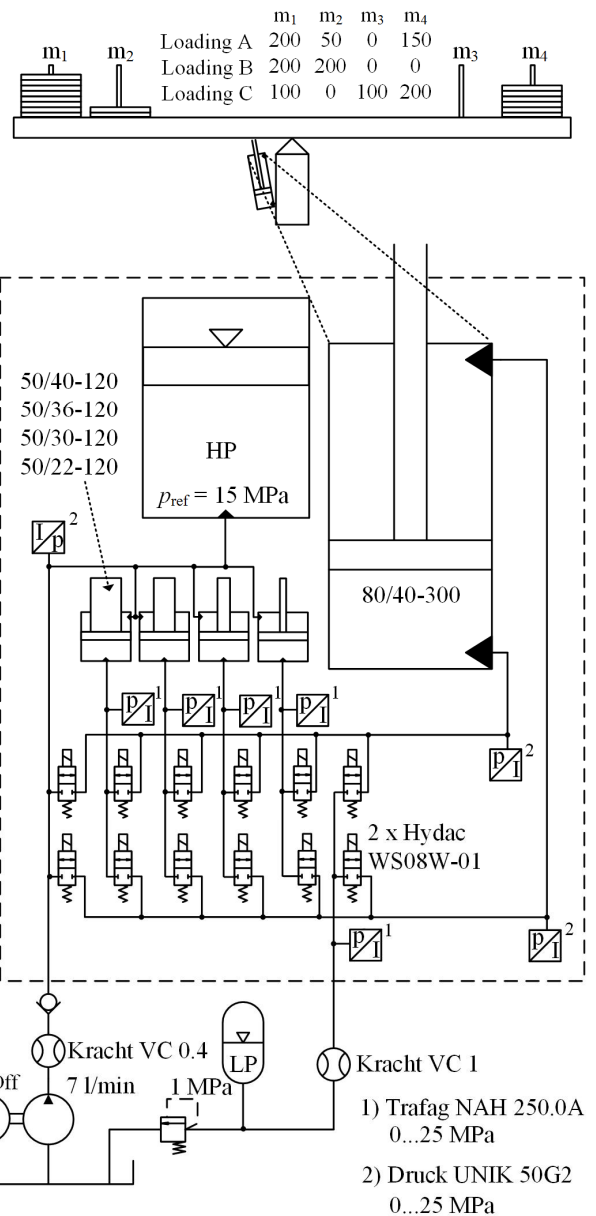 m1 m2 m3 m4
Loading A 200 50 0 150
Loading B 200 200 0 0
Loading C 100 0 100 200
m1 m2 m3 m4
50/40-120
50/36-120
50/30-120
50/22-120
HP
pref = 15 MPa
I/p 2
80/40-300
p/I 1 p/I 1 p/I 1 p/I 1
p/I 2
2 x Hydac
WS08W-01
p/I 1
p/I 2
Kracht VC 0.4
LP
Kracht VC 1
Off
7 l/min
1 MPa
1) Trafag NAH 250.0A
0...25 MPa
2) Druck UNIK 50G2
0...25 MPa